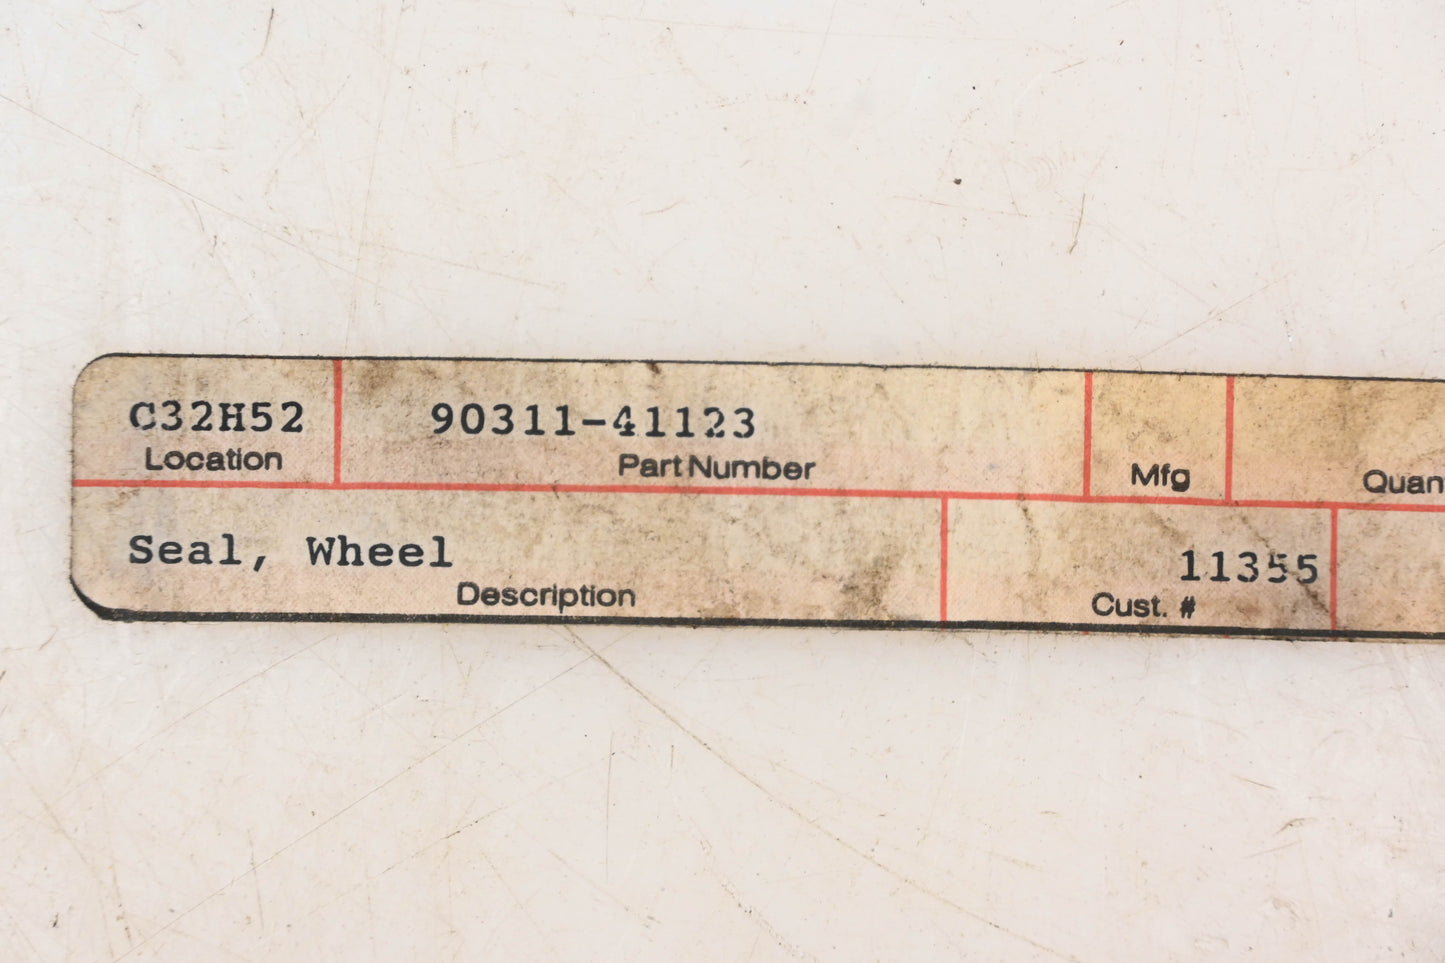 C32H52 90311-41123
Location Part Number Mfg Quan
Seal, Wheel 11355
Description Cust. #